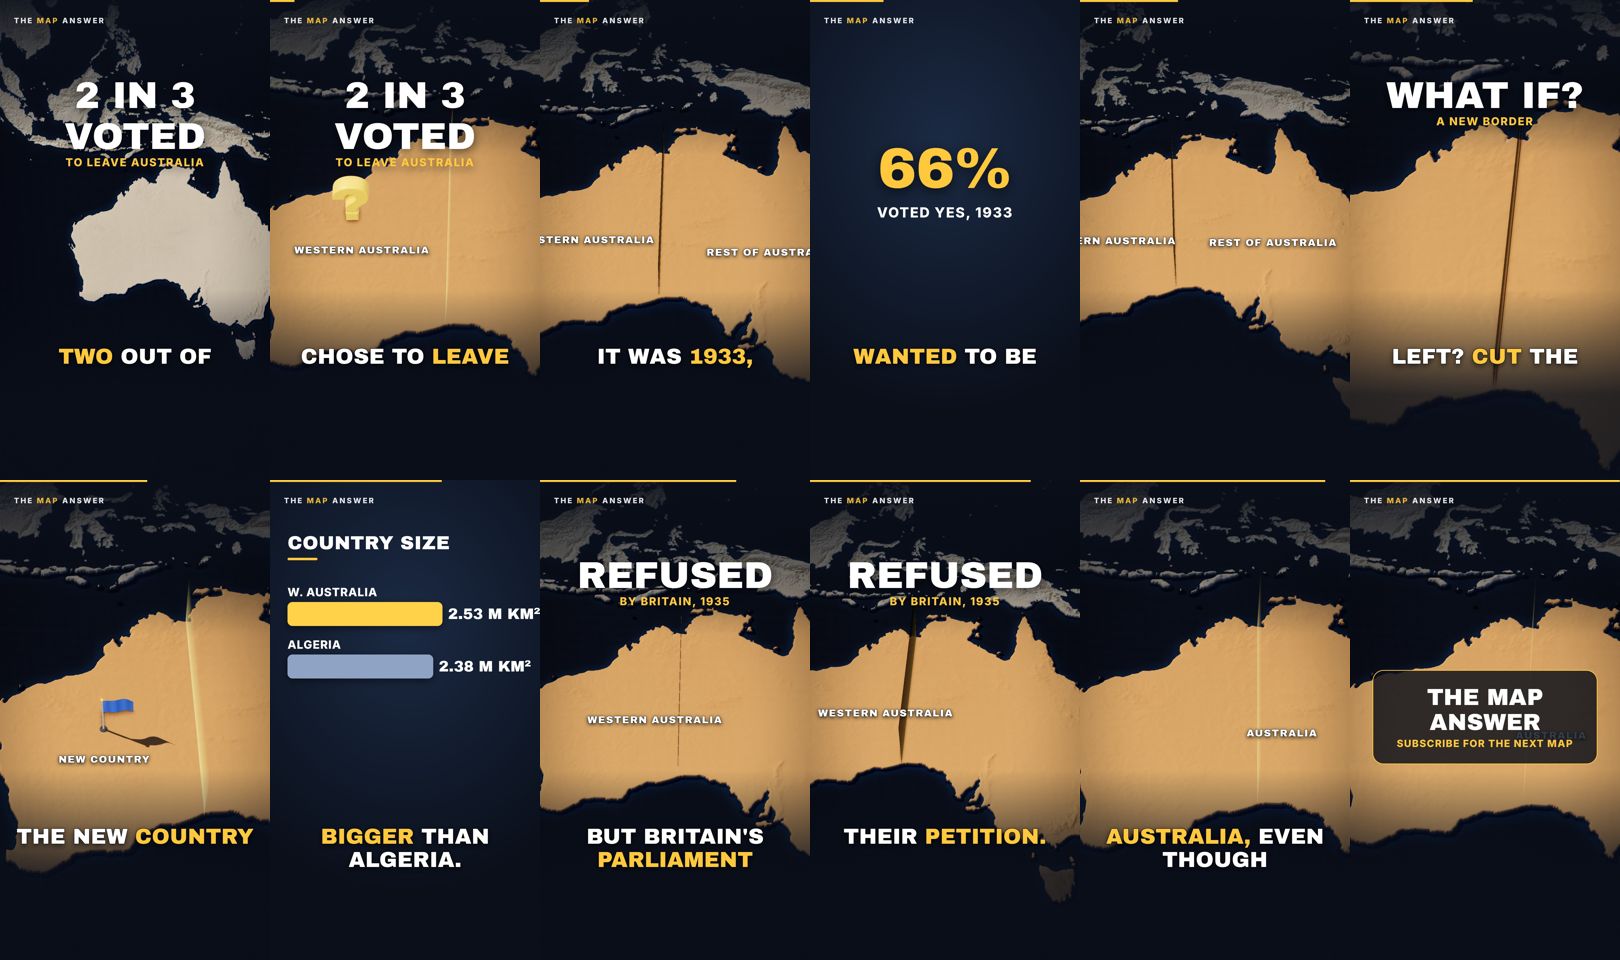 THE MAP ANSWER
2 IN 3
VOTED
TO LEAVE AUSTRALIA
TWO OUT OF
THE MAP ANSWER
2 IN 3
VOTED
TO LEAVE AUSTRALIA
?
WESTERN AUSTRALIA
CHOSE TO LEAVE
THE MAP ANSWER
STERN AUSTRALIA
REST OF AUSTRA
IT WAS 1933,
THE MAP ANSWER
66%
VOTED YES, 1933
WANTED TO BE
THE MAP ANSWER
ERN AUSTRALIA
REST OF AUSTRALIA
THE MAP ANSWER
WHAT IF?
A NEW BORDER
LEFT? CUT THE
THE MAP ANSWER
NEW COUNTRY
THE NEW COUNTRY
THE MAP ANSWER
COUNTRY SIZE
W. AUSTRALIA
2.53 M KM²
ALGERIA
2.38 M KM²
BIGGER THAN
ALGERIA.
THE MAP ANSWER
REFUSED
BY BRITAIN, 1935
WESTERN AUSTRALIA
BUT BRITAIN'S
PARLIAMENT
THE MAP ANSWER
REFUSED
BY BRITAIN, 1935
WESTERN AUSTRALIA
THEIR PETITION.
THE MAP ANSWER
AUSTRALIA
AUSTRALIA, EVEN
THOUGH
THE MAP ANSWER
THE MAP
ANSWER
AUSTRALIA
SUBSCRIBE FOR THE NEXT MAP